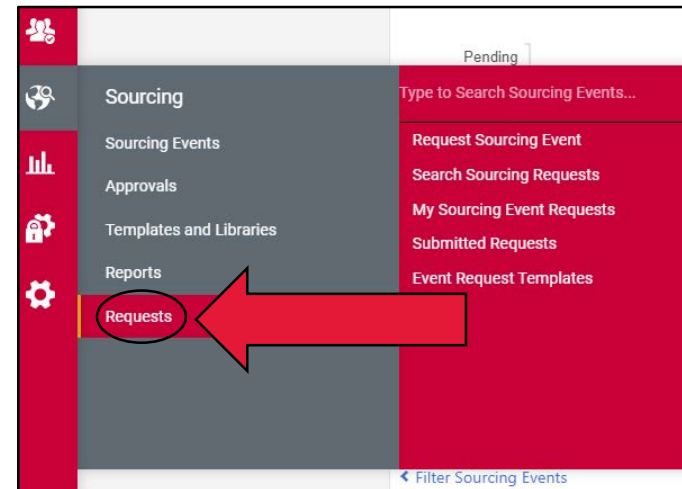 Pending
Sourcing
Type to Search Sourcing Events...
Sourcing Events
Approvals
Templates and Libraries
Reports
Requests
Request Sourcing Event
Search Sourcing Requests
My Sourcing Event Requests
Submitted Requests
Event Request Templates
Filter Sourcing Events